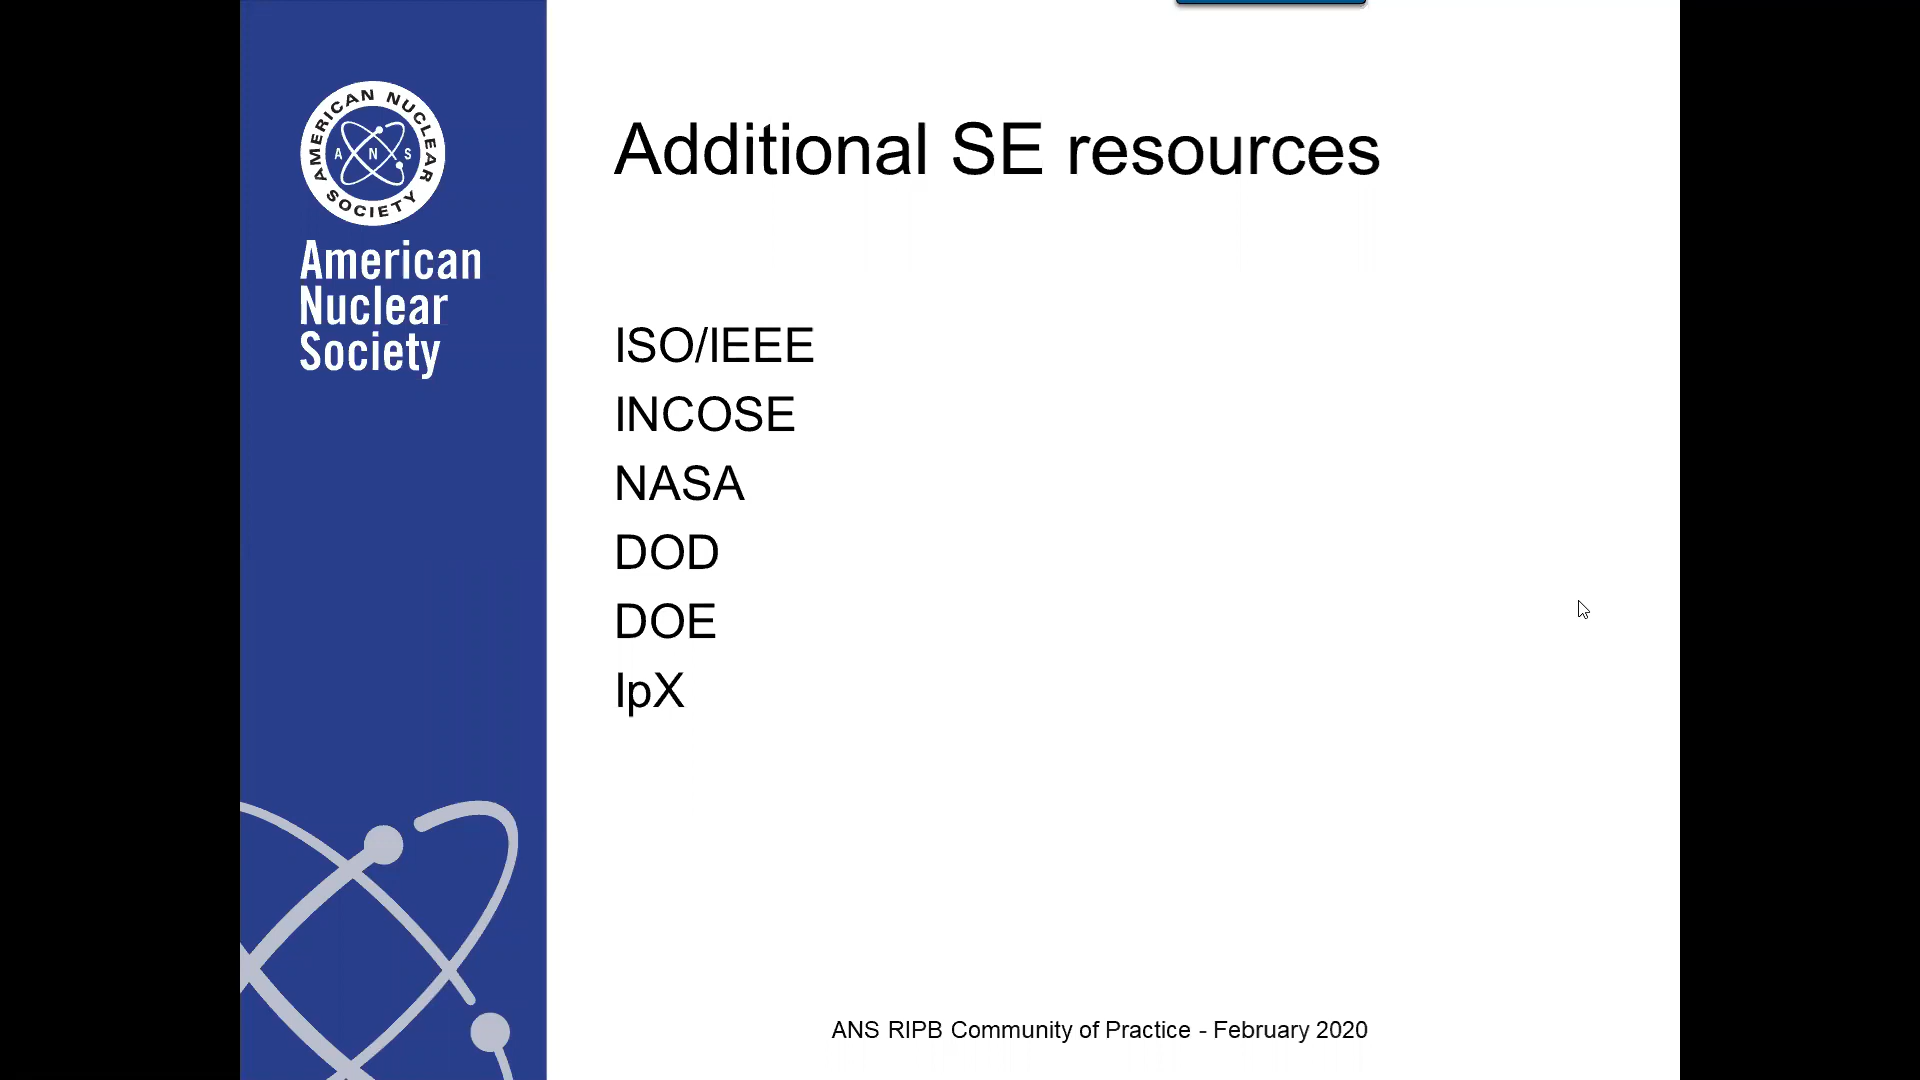 AMERICAN NUCLEAR SOCIETY
A N S
American
Nuclear
Society
Additional SE resources
ISO/IEEE
INCOSE
NASA
DOD
DOE
IpX
ANS RIPB Community of Practice - February 2020